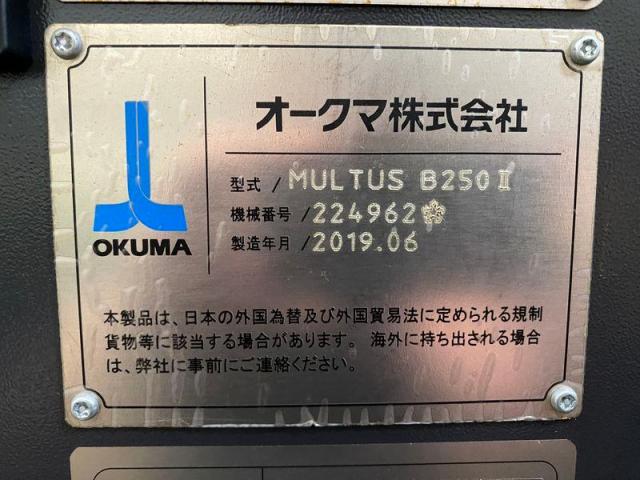 オークマ株式会社
OKUMA
型式 / MULTUS B250Ⅱ
機械番号 / 224962
製造年月 / 2019.06
本製品は、日本の外国為替及び外国貿易法に定められる規制
貨物等に該当する場合があります。 海外に持ち出される場合
は、弊社に事前にご連絡ください。